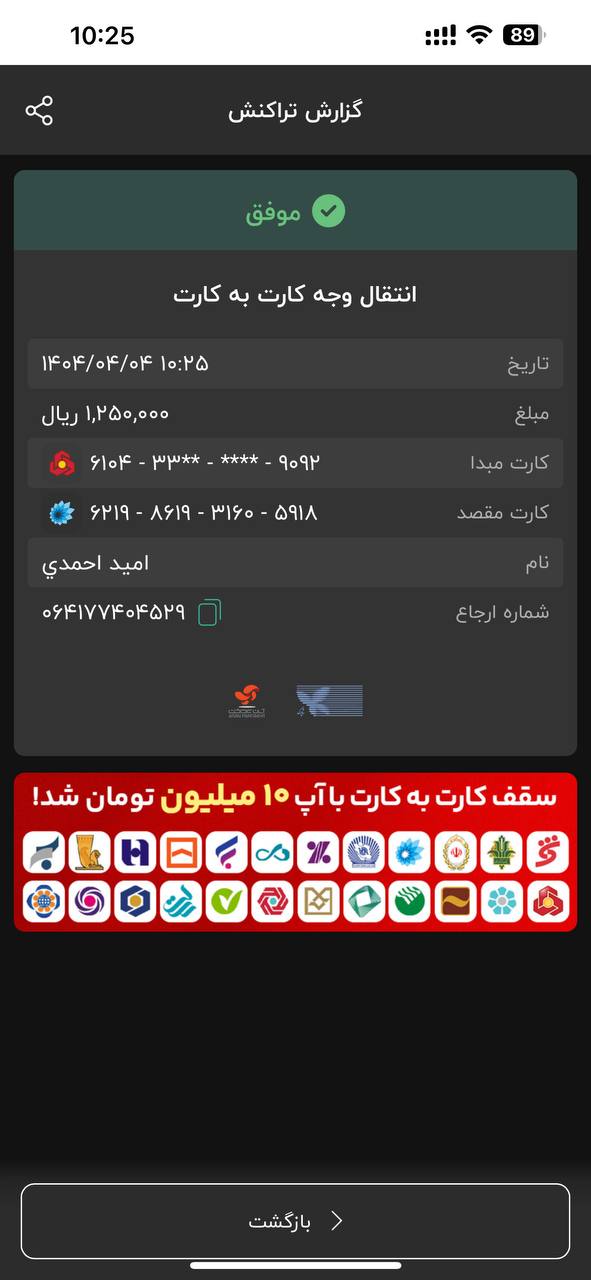 10:25
89
گزارش تراکنش
موفق
انتقال وجه کارت به کارت
تاریخ ۱۴۰۴/۰۴/۰۴ ۱۰:۲۵
مبلغ ۱,۲۵۰,۰۰۰ ریال
کارت مبدا ۶۱۰۴ - ۳۳** - **** - ۹۰۹۲
کارت مقصد ۶۲۱۹ - ۸۶۱۹ - ۳۱۶۰ - ۵۹۱۸
نام امید احمدي
شماره ارجاع ۰۶۴۱۷۷۴۰۴۵۲۹
سقف کارت به کارت با آپ ۱۰ میلیون تومان شد!
بازگشت